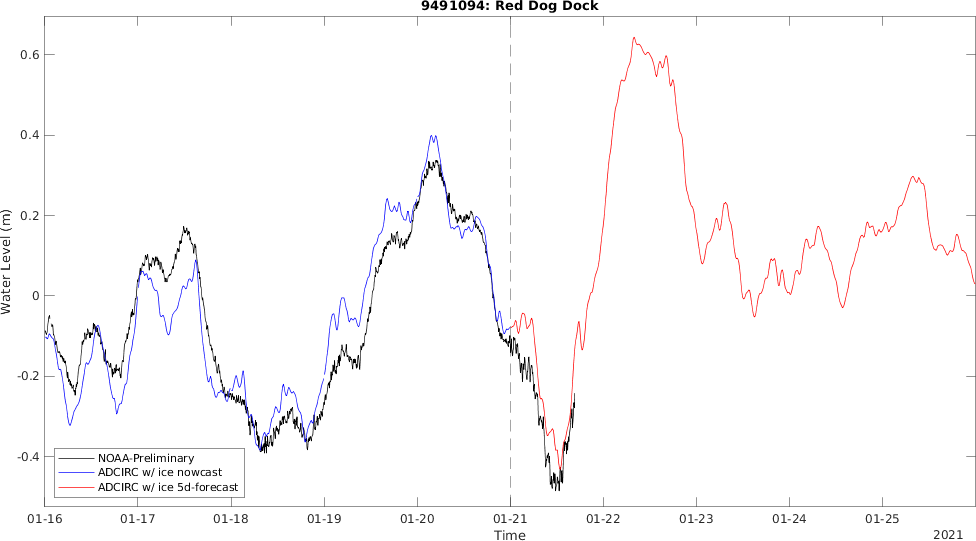 9491094: Red Dog Dock
Water Level (m)
0.6
0.4
0.2
0
-0.2
-0.4
NOAA-Preliminary
ADCIRC w/ ice nowcast
ADCIRC w/ ice 5d-forecast
01-16 01-17 01-18 01-19 01-20 01-21 01-22 01-23 01-24 01-25
Time
2021